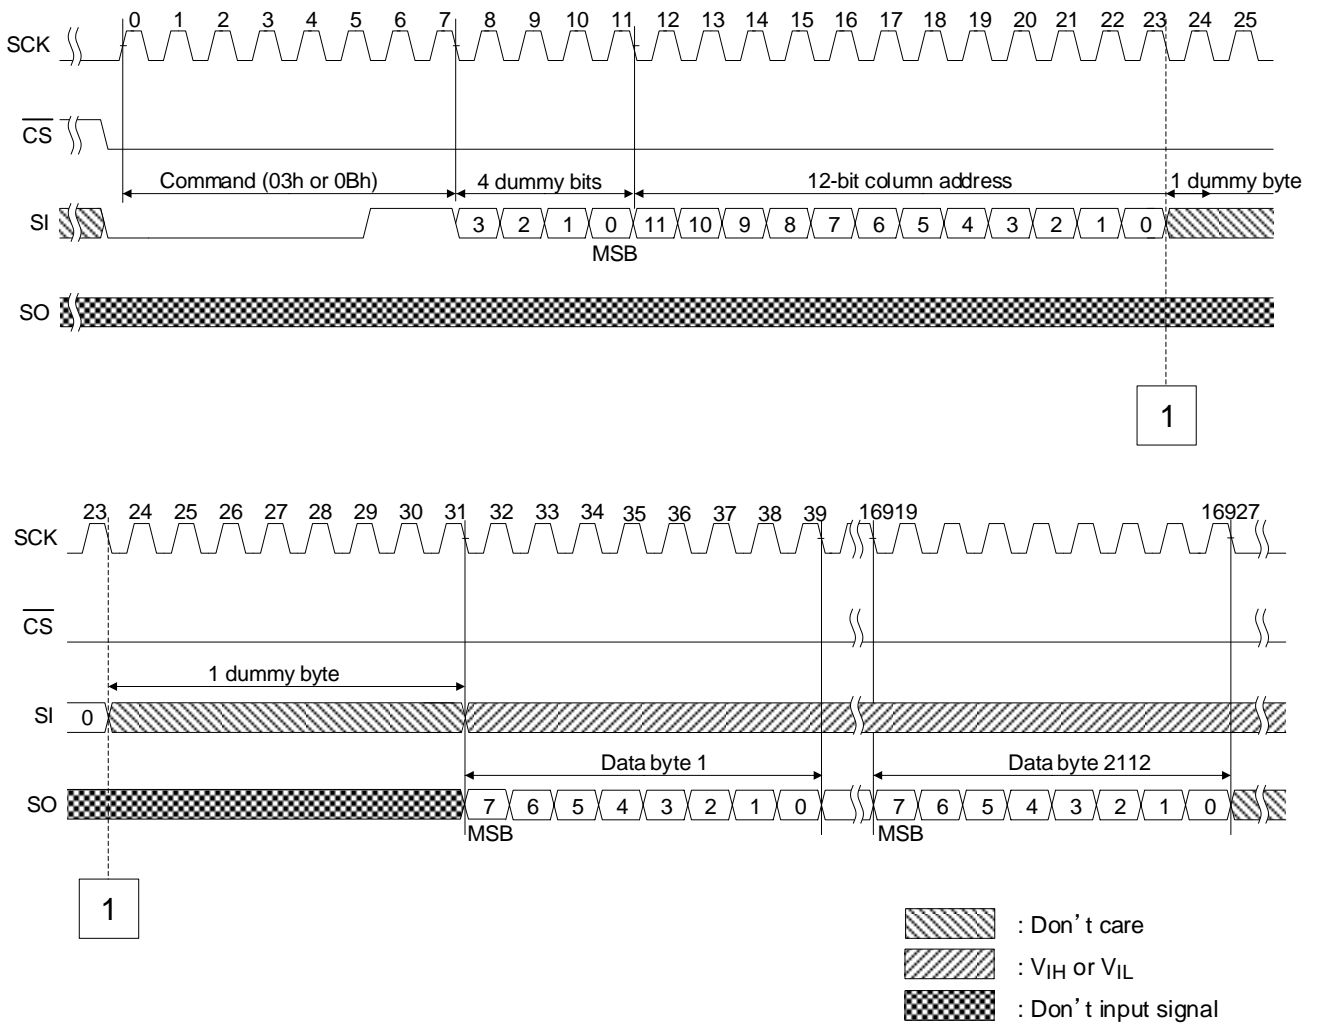 0 1 2 3 4 5 6 7 8 9 10 11 12 13 14 15 16 17 18 19 20 21 22 23 24 25
SCK
CS
Command (03h or 0Bh) 4 dummy bits 12-bit column address 1 dummy byte
SI 3 2 1 0 11 10 9 8 7 6 5 4 3 2 1 0
MSB
SO
1
23 24 25 26 27 28 29 30 31 32 33 34 35 36 37 38 39 16919 16927
SCK
CS
1 dummy byte
SI 0
Data byte 1 Data byte 2112
SO 7 6 5 4 3 2 1 0 7 6 5 4 3 2 1 0
MSB MSB
1
: Don't care
: VIH or VIL
: Don't input signal